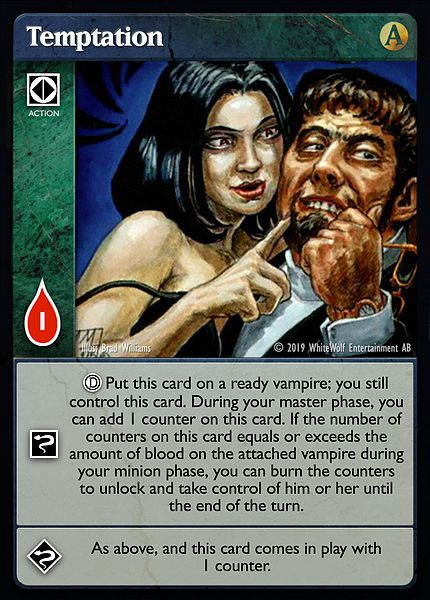 Temptation
A
ACTION
1
Illus: Brad Williams
© 2019 WhiteWolf Entertainment AB
D Put this card on a ready vampire; you still
control this card. During your master phase, you
can add 1 counter on this card. If the number of
counters on this card equals or exceeds the
amount of blood on the attached vampire during
your minion phase, you can burn the counters
to unlock and take control of him or her until
the end of the turn.
As above, and this card comes in play with
1 counter.